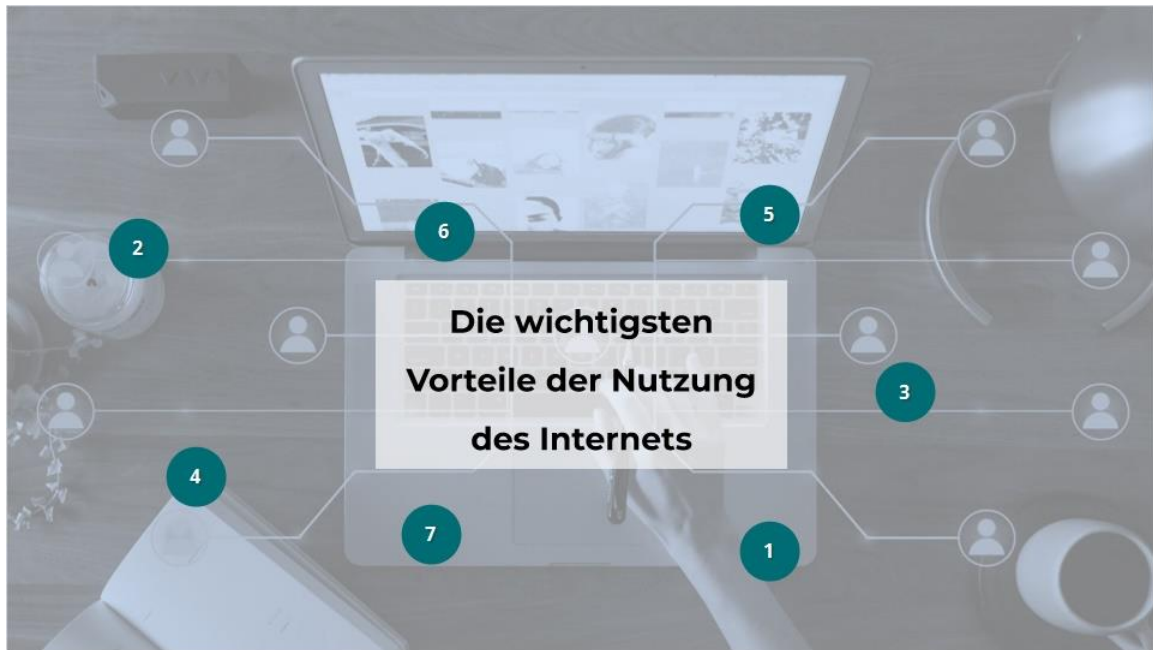 5
6
2
Die wichtigsten
Vorteile der Nutzung
des Internets
3
4
7
1